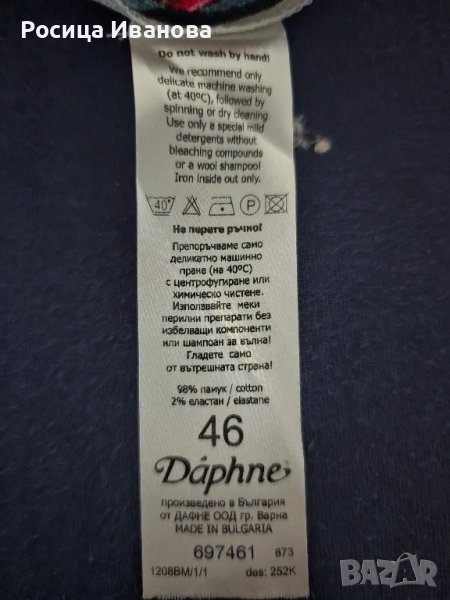 Росица Иванова
Do not wash by hand!
We recommend only
delicate machine washing
(at 40ºC), followed by
spinning or dry cleaning
Use only a special mild
detergents without
bleaching compounds
or a wool shampoo!
Iron inside out only.
40°
P
Не перете ръчно!
Препоръчваме само
деликатно машинно
пране (на 40ºC)
с центрофугиране или
химическо чистене.
Използвайте меки
перилни препарати без
избелващи компоненти
или шампоан за вълна!
Гладете само
от вътрешната страна!
98% памук / cotton
2% еластан / elastane
46
Daphne
произведено в България
от ДАФНЕ ООД гр. Варна
MADE IN BULGARIA
697461 873
1208BM/1/1 des: 252K
BAZAR